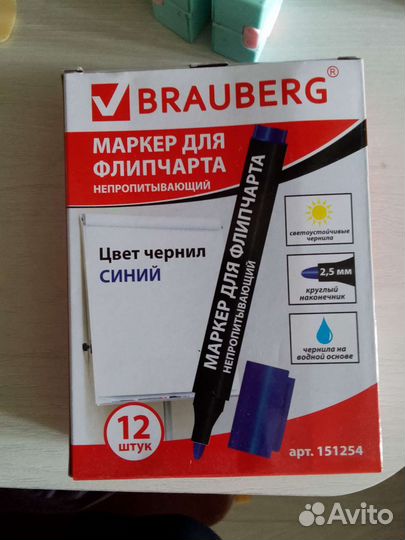 BRAUBERG®
МАРКЕР ДЛЯ
ФЛИПЧАРТА
НЕПРОПИТЫВАЮЩИЙ
Цвет чернил
СИНИЙ
МАРКЕР ДЛЯ ФЛИПЧАРТА
НЕПРОПИТЫВАЮЩИЙ
светоустойчивые
чернила
2,5 мм
круглый
наконечник
чернила на
водной основе
12
штук
арт. 151254
Avito